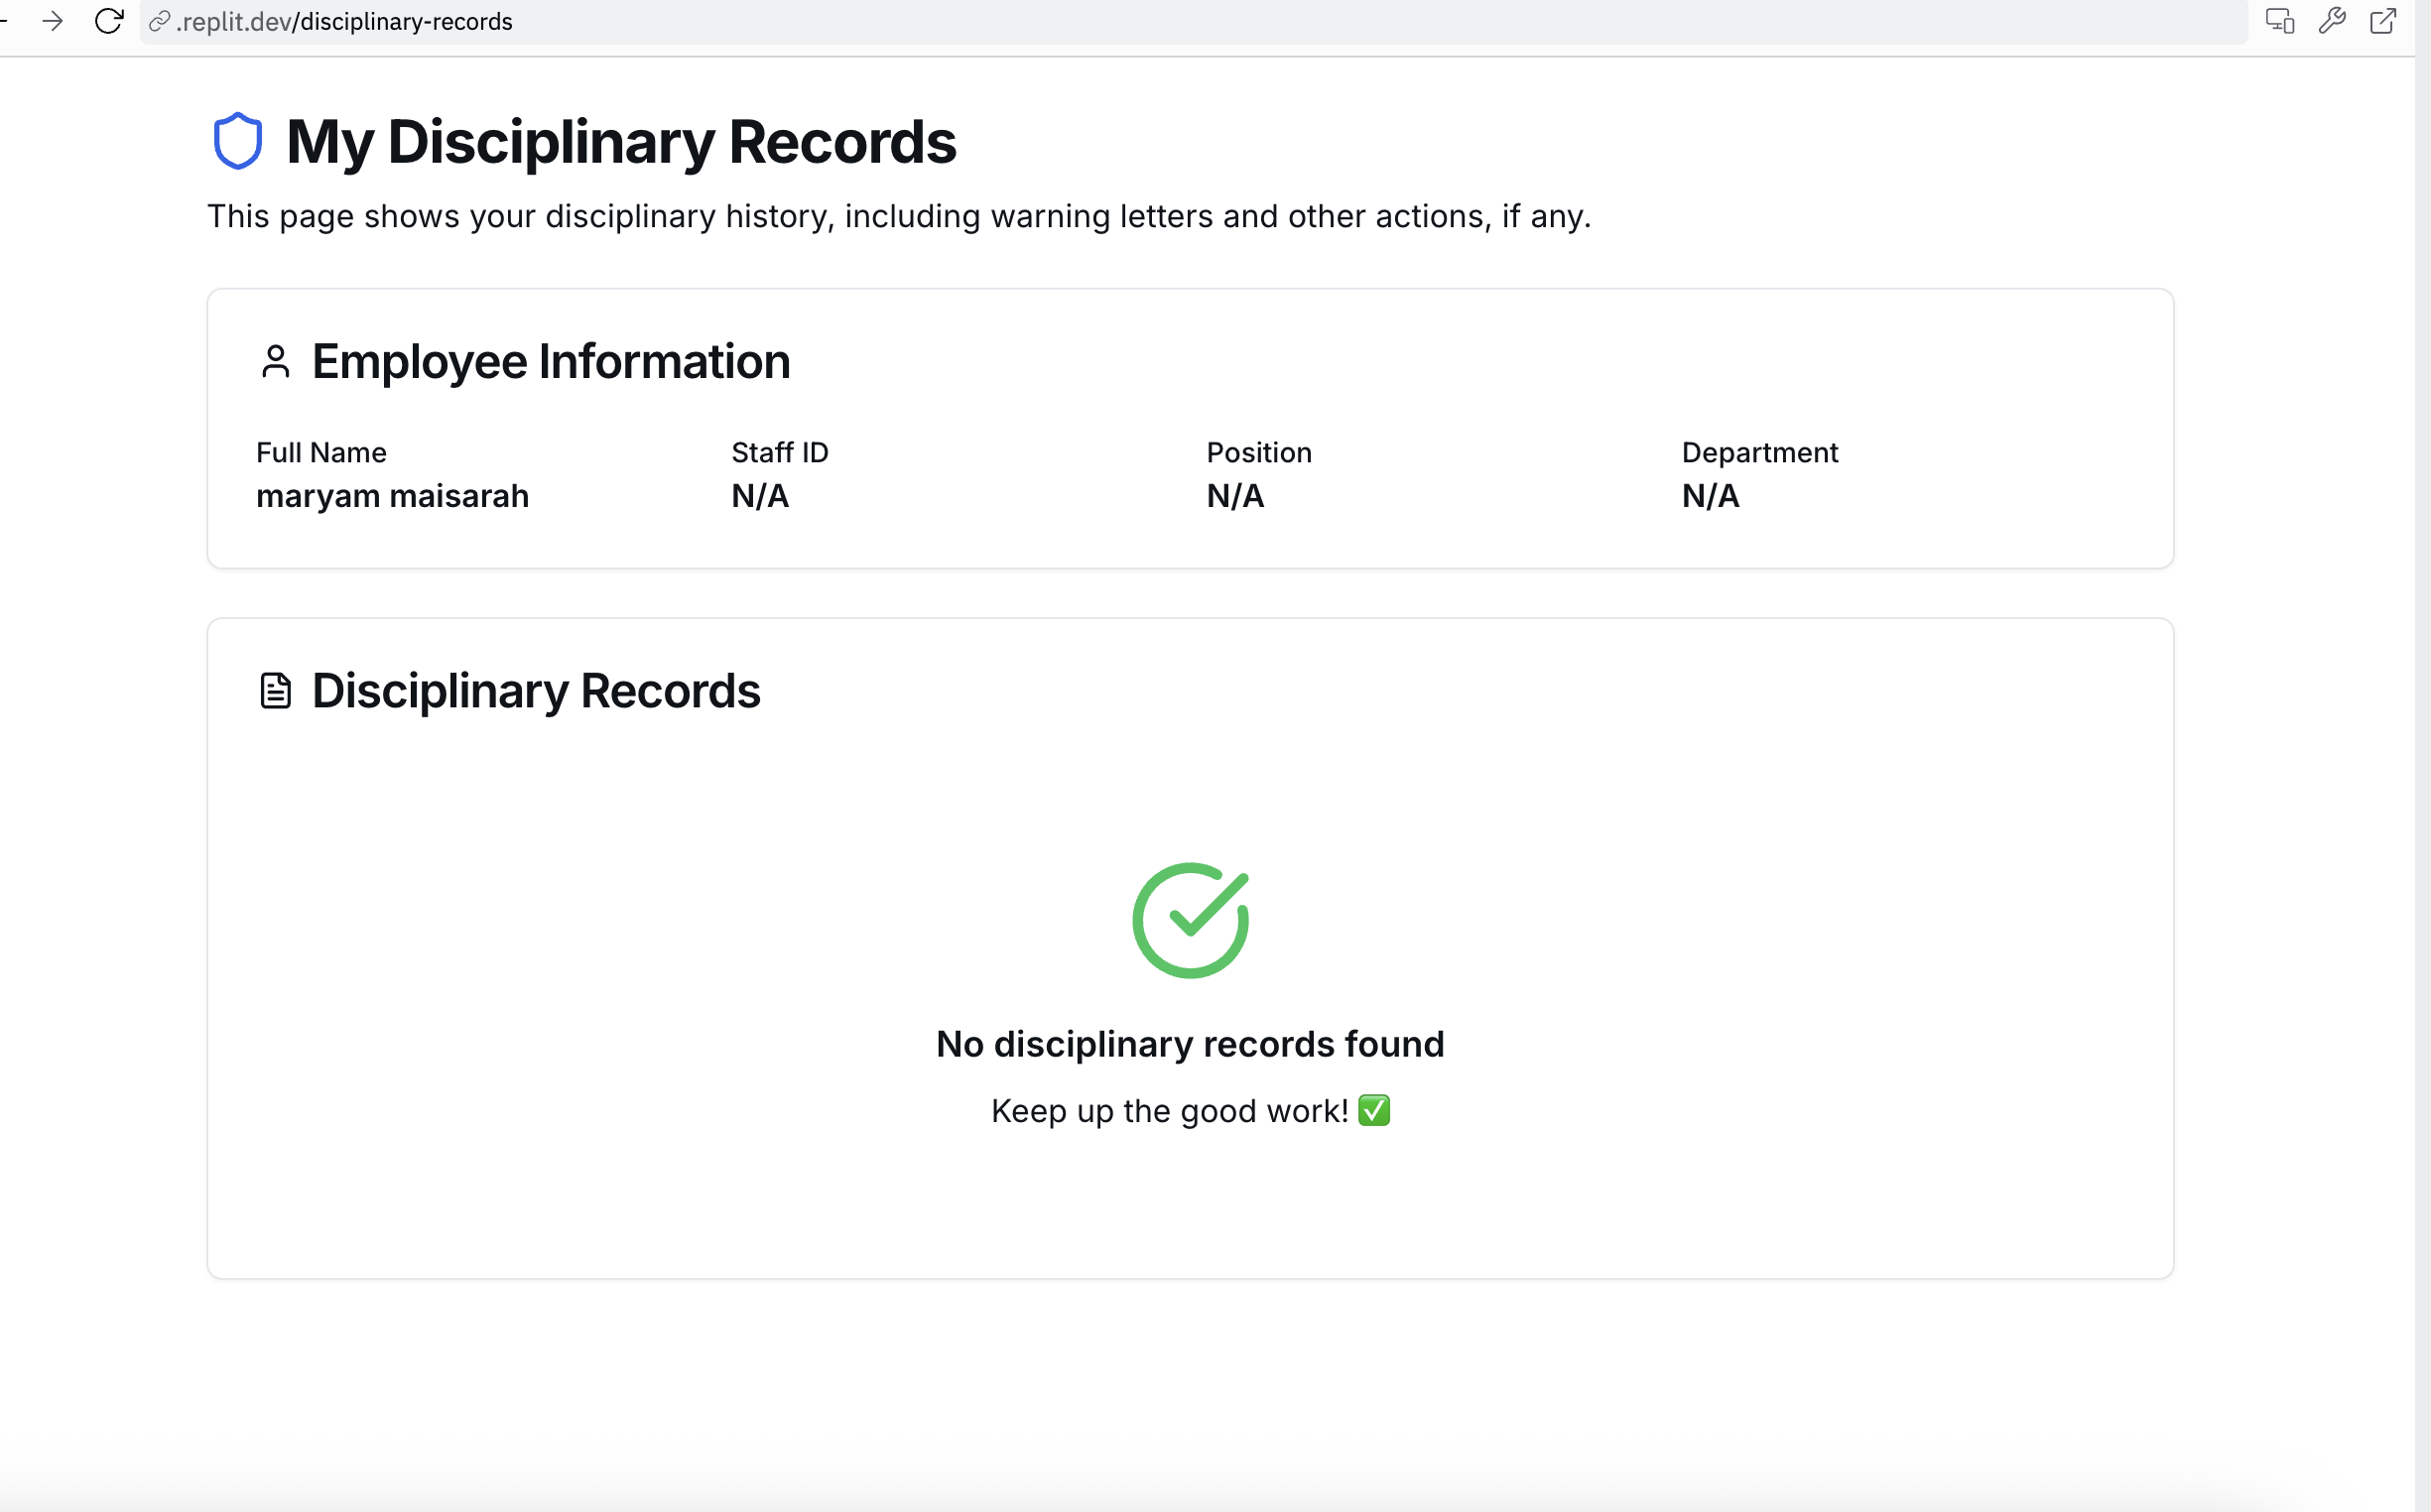 .replit.dev/disciplinary-records
My Disciplinary Records
This page shows your disciplinary history, including warning letters and other actions, if any.
Employee Information
Full Name
maryam maisarah
Staff ID
N/A
Position
N/A
Department
N/A
Disciplinary Records
No disciplinary records found
Keep up the good work! ✅